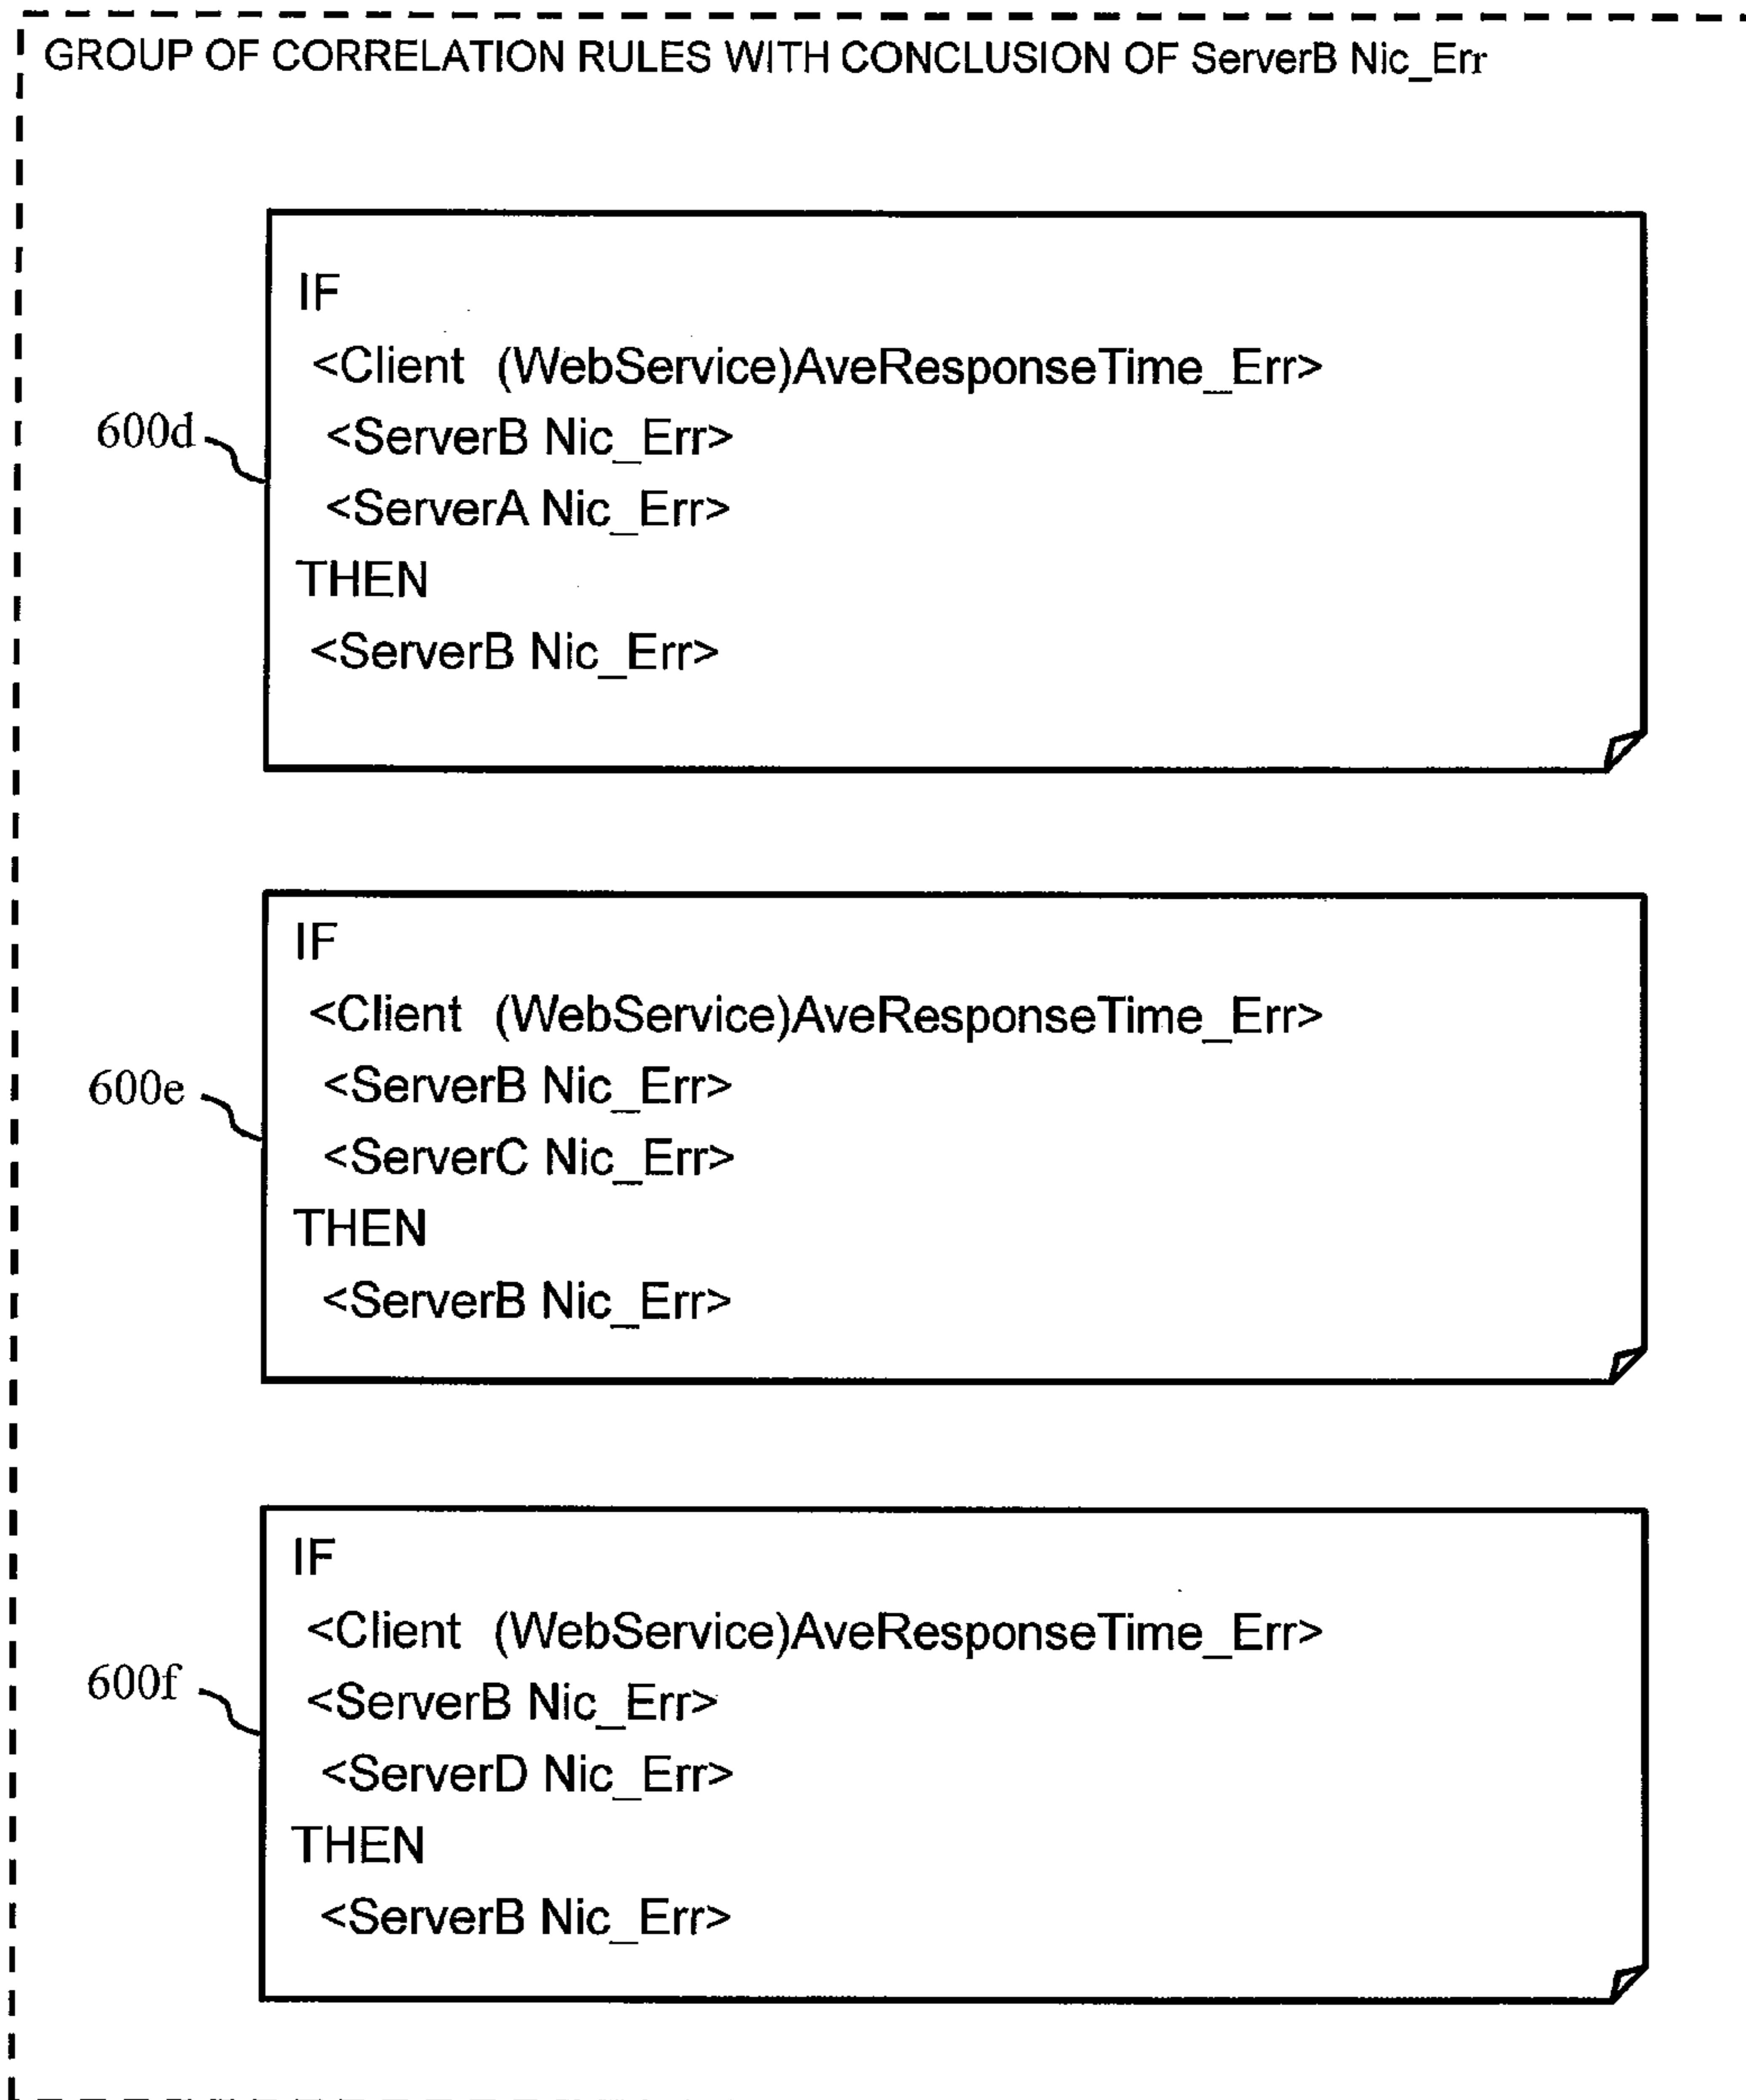 GROUP OF CORRELATION RULES WITH CONCLUSION OF ServerB Nic_Err
IF
<Client (WebService)AveResponseTime_Err>
600d
<ServerB Nic_Err>
<ServerA Nic_Err>
THEN
<ServerB Nic_Err>
IF
<Client (WebService)AveResponseTime_Err>
600e
<ServerB Nic_Err>
<ServerC Nic_Err>
THEN
<ServerB Nic_Err>
IF
<Client (WebService)AveResponseTime_Err>
600f
<ServerB Nic_Err>
<ServerD Nic_Err>
THEN
<ServerB Nic_Err>